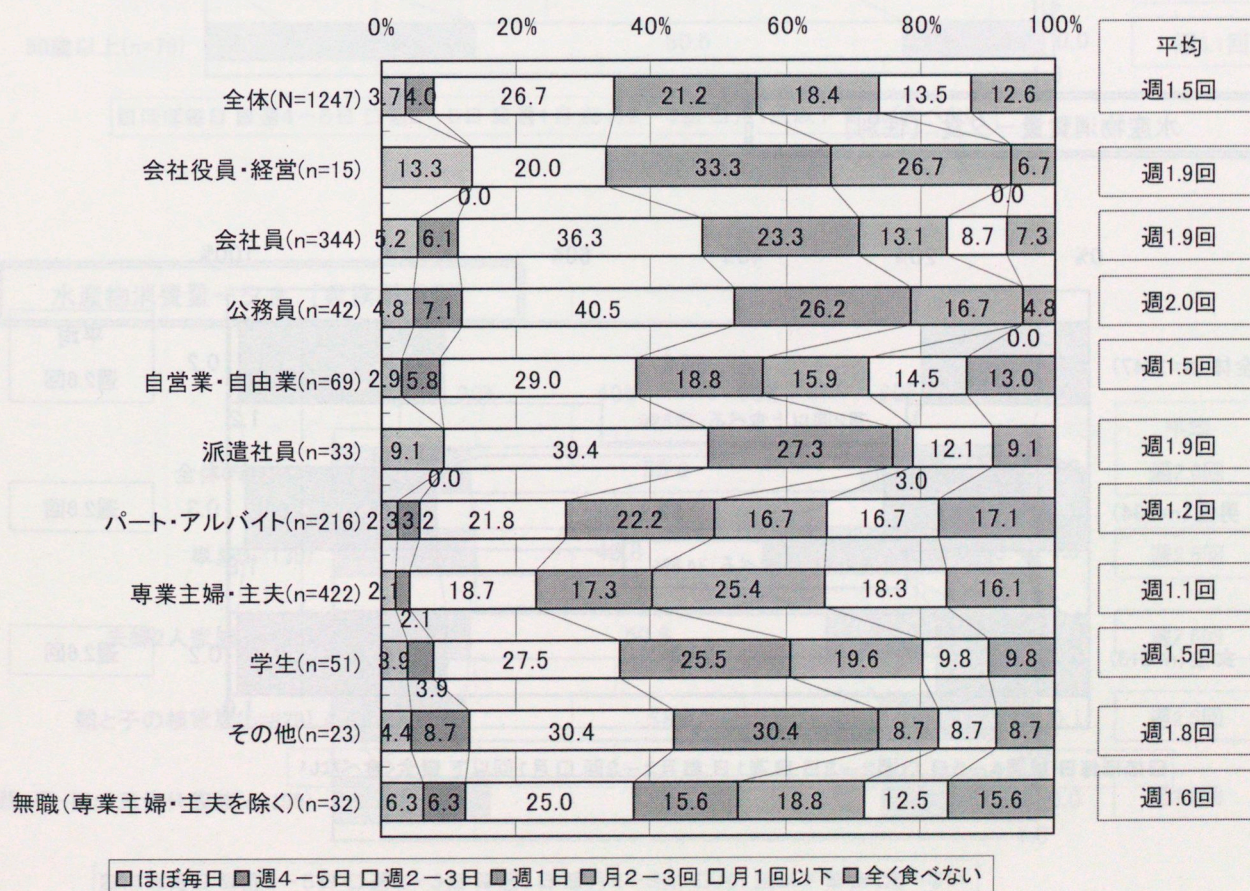 0% 20% 40% 60% 80% 100%
平均
全体(N=1247) 3.7 4.0 26.7 21.2 18.4 13.5 12.6 週1.5回
会社役員・経営(n=15) 13.3 20.0 33.3 26.7 6.7 週1.9回
0.0 0.0
会社員(n=344) 5.2 6.1 36.3 23.3 13.1 8.7 7.3 週1.9回
公務員(n=42) 4.8 7.1 40.5 26.2 16.7 4.8 週2.0回
0.0
自営業・自由業(n=69) 2.9 5.8 29.0 18.8 15.9 14.5 13.0 週1.5回
派遣社員(n=33) 9.1 39.4 27.3 12.1 9.1 週1.9回
0.0 3.0
パート・アルバイト(n=216) 2.3 3.2 21.8 22.2 16.7 16.7 17.1 週1.2回
専業主婦・主夫(n=422) 2.1 18.7 17.3 25.4 18.3 16.1 週1.1回
2.1
学生(n=51) 3.9 27.5 25.5 19.6 9.8 9.8 週1.5回
3.9
その他(n=23) 4.4 8.7 30.4 30.4 8.7 8.7 8.7 週1.8回
無職(専業主婦・主夫を除く)(n=32) 6.3 6.3 25.0 15.6 18.8 12.5 15.6 週1.6回
ほぼ毎日 週4−5日 週2−3日 週1日 月2−3回 月1回以下 全く食べない